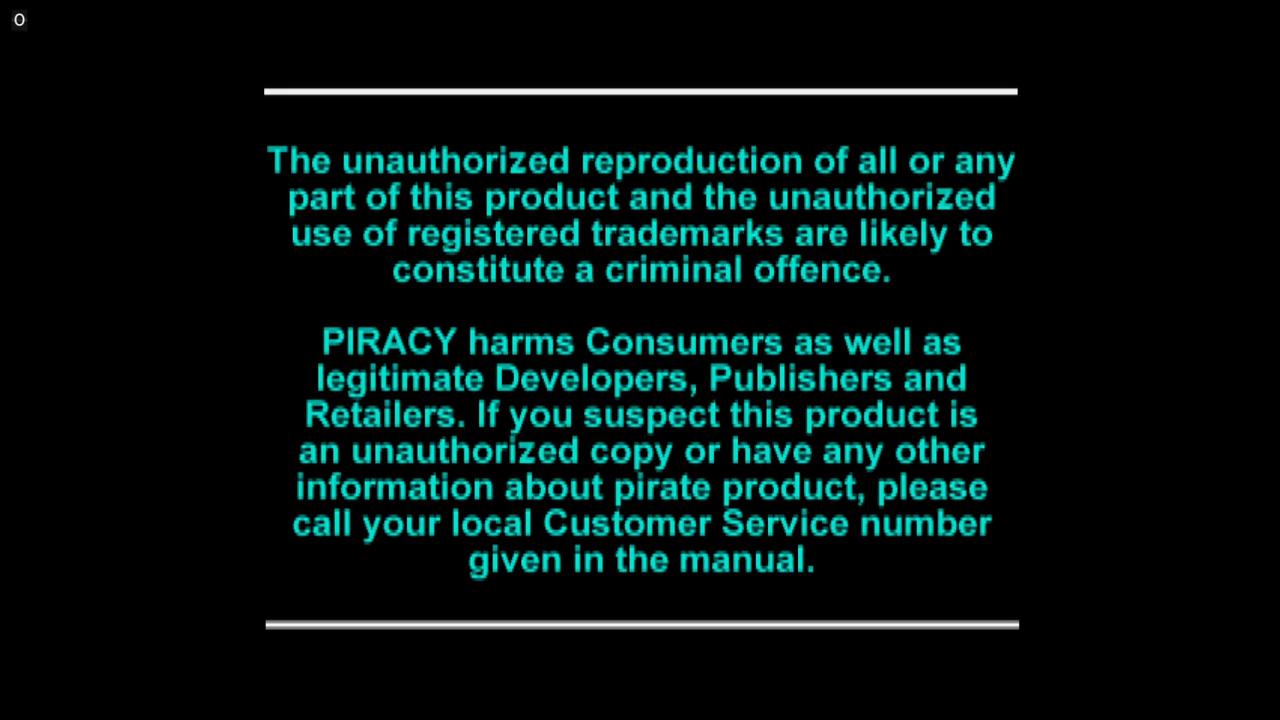 O
The unauthorized reproduction of all or any
part of this product and the unauthorized
use of registered trademarks are likely to
constitute a criminal offence.
PIRACY harms Consumers as well as
legitimate Developers, Publishers and
Retailers. If you suspect this product is
an unauthorized copy or have any other
information about pirate product, please
call your local Customer Service number
given in the manual.